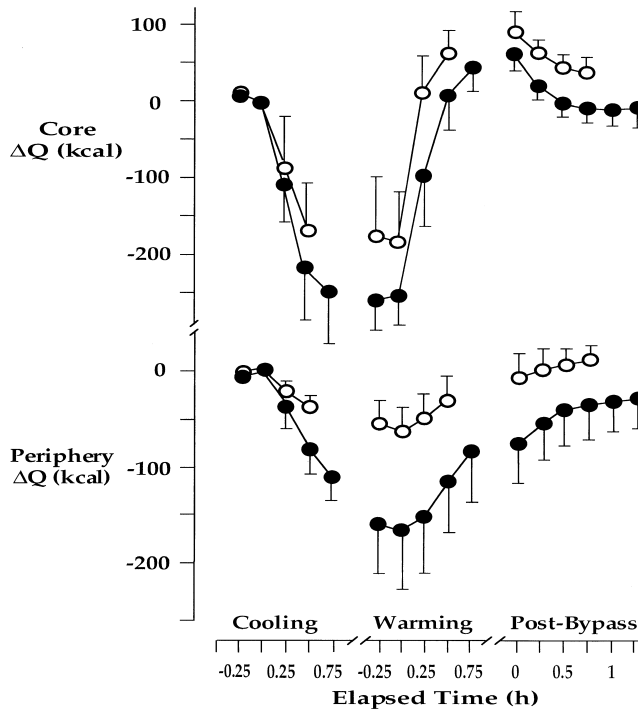 100
0
Core
ΔQ (kcal)
-100
-200
0
Periphery
ΔQ (kcal)
-100
-200
Cooling Warming Post-Bypass
-0.25 0.25 0.75 -0.25 0.25 0.75 0 0.5 1
Elapsed Time (h)